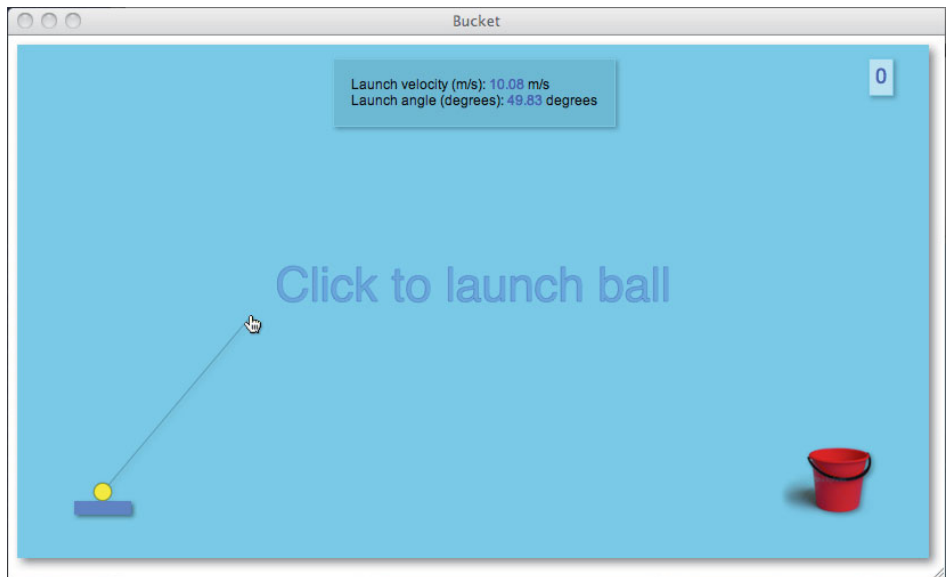 Bucket
Launch velocity (m/s): 10.08 m/s
Launch angle (degrees): 49.83 degrees
0
Click to launch ball